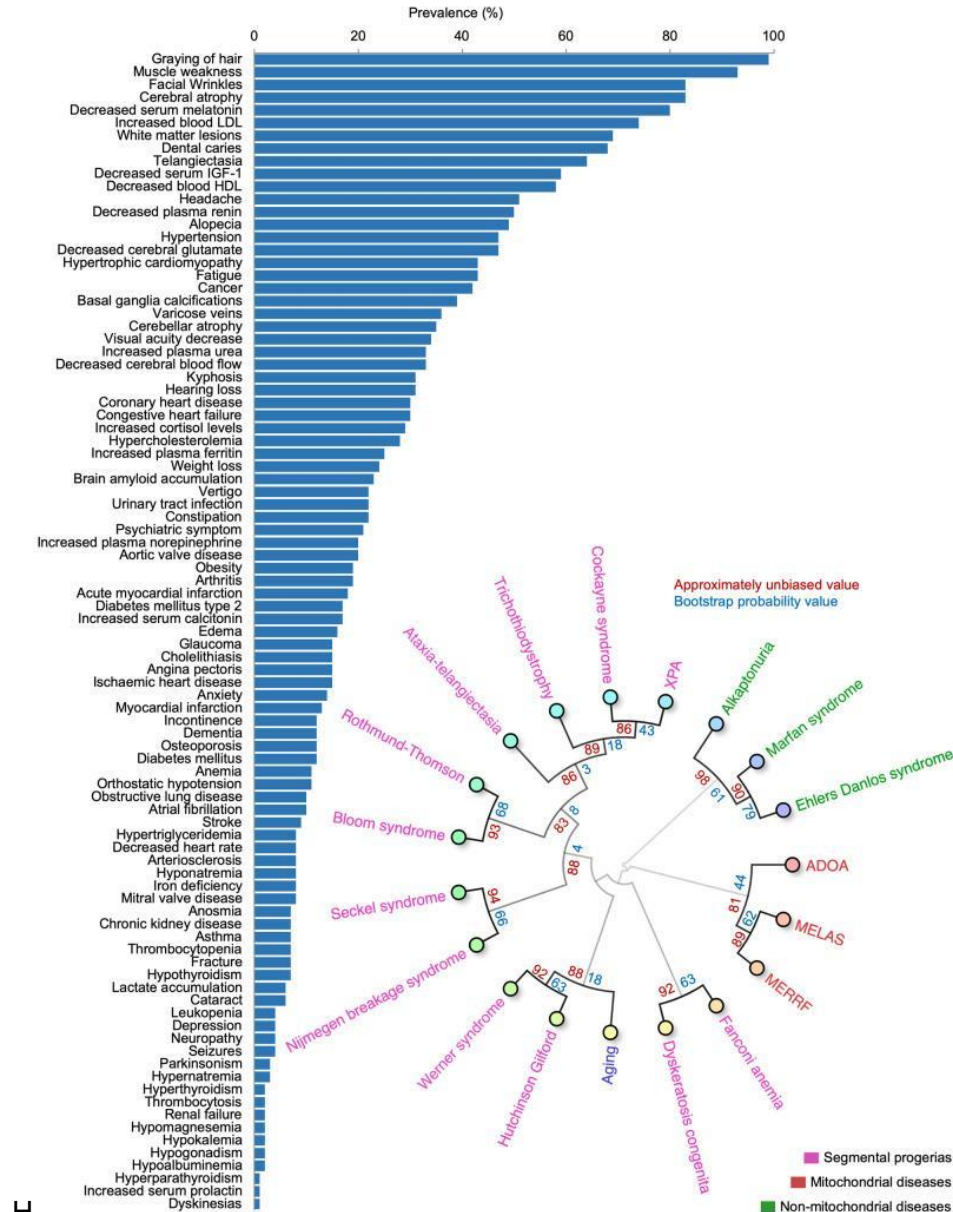 Prevalence (%)
0 20 40 60 80 100
Graying of hair
Muscle weakness
Facial Wrinkles
Cerebral atrophy
Decreased serum melatonin
Increased blood LDL
White matter lesions
Dental caries
Telangiectasia
Decreased serum IGF-1
Decreased blood HDL
Headache
Decreased plasma renin
Alopecia
Hypertension
Decreased cerebral glutamate
Hypertrophic cardiomyopathy
Fatigue
Cancer
Basal ganglia calcifications
Varicose veins
Cerebellar atrophy
Visual acuity decrease
Increased plasma urea
Decreased cerebral blood flow
Kyphosis
Hearing loss
Coronary heart disease
Congestive heart failure
Increased cortisol levels
Hypercholesterolemia
Increased plasma ferritin
Weight loss
Brain amyloid accumulation
Vertigo
Urinary tract infection
Constipation
Psychiatric symptom
Increased plasma norepinephrine
Aortic valve disease
Obesity
Arthritis
Acute myocardial infarction
Diabetes mellitus type 2
Increased serum calcitonin
Edema
Glaucoma
Cholelithiasis
Angina pectoris
Ischaemic heart disease
Anxiety
Myocardial infarction
Incontinence
Dementia
Osteoporosis
Diabetes mellitus
Anemia
Orthostatic hypotension
Obstructive lung disease
Atrial fibrillation
Stroke
Hypertriglyceridemia
Decreased heart rate
Arteriosclerosis
Hyponatremia
Iron deficiency
Mitral valve disease
Anosmia
Chronic kidney disease
Asthma
Thrombocytopenia
Fracture
Hypothyroidism
Lactate accumulation
Cataract
Leukopenia
Depression
Neuropathy
Seizures
Parkinsonism
Hypernatremia
Hyperthyroidism
Thrombocytosis
Renal failure
Hypomagnesemia
Hypokalemia
Hypogonadism
Hypoalbuminemia
Hyperparathyroidism
Increased serum prolactin
Dyskinesias
Approximately unbiased value
Bootstrap probability value
Cockayne syndrome
XPA
86 43
Trichothiodystrophy
89 18
Ataxia-telangiectasia
86 3
Rothmund-Thomson
Bloom syndrome
93 68
83 8
88 4
Seckel syndrome
Nijmegen breakage syndrome
94 66
Werner syndrome
Hutchinson Gilford
92 63
88 18
Aging
Dyskeratosis congenita
Fanconi anemia
92 63
MERRF
MELAS
89 62
81 44
ADOA
Ehlers Danlos syndrome
Marfan syndrome
90 79
98 61
Alkaptonuria
Segmental progerias
Mitochondrial diseases
Non-mitochondrial diseases